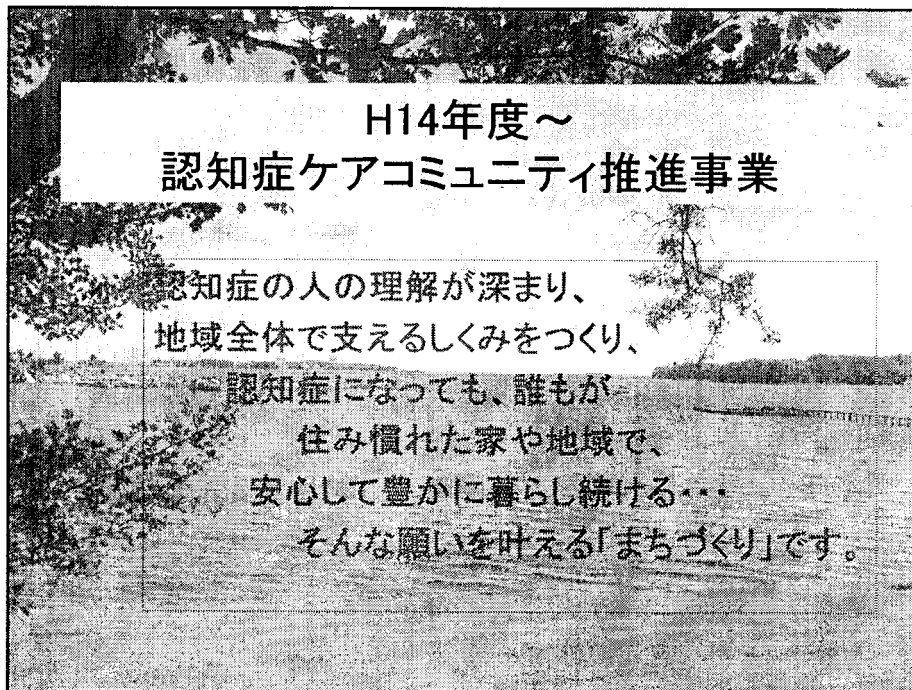 H14年度～
認知症ケアコミュニティ推進事業
認知症の人の理解が深まり、
地域全体で支えるしくみをつくり、
認知症になっても、誰もが
住み慣れた家や地域で、
安心して豊かに暮らし続ける・・・
そんな願いを叶える「まちづくり」です。